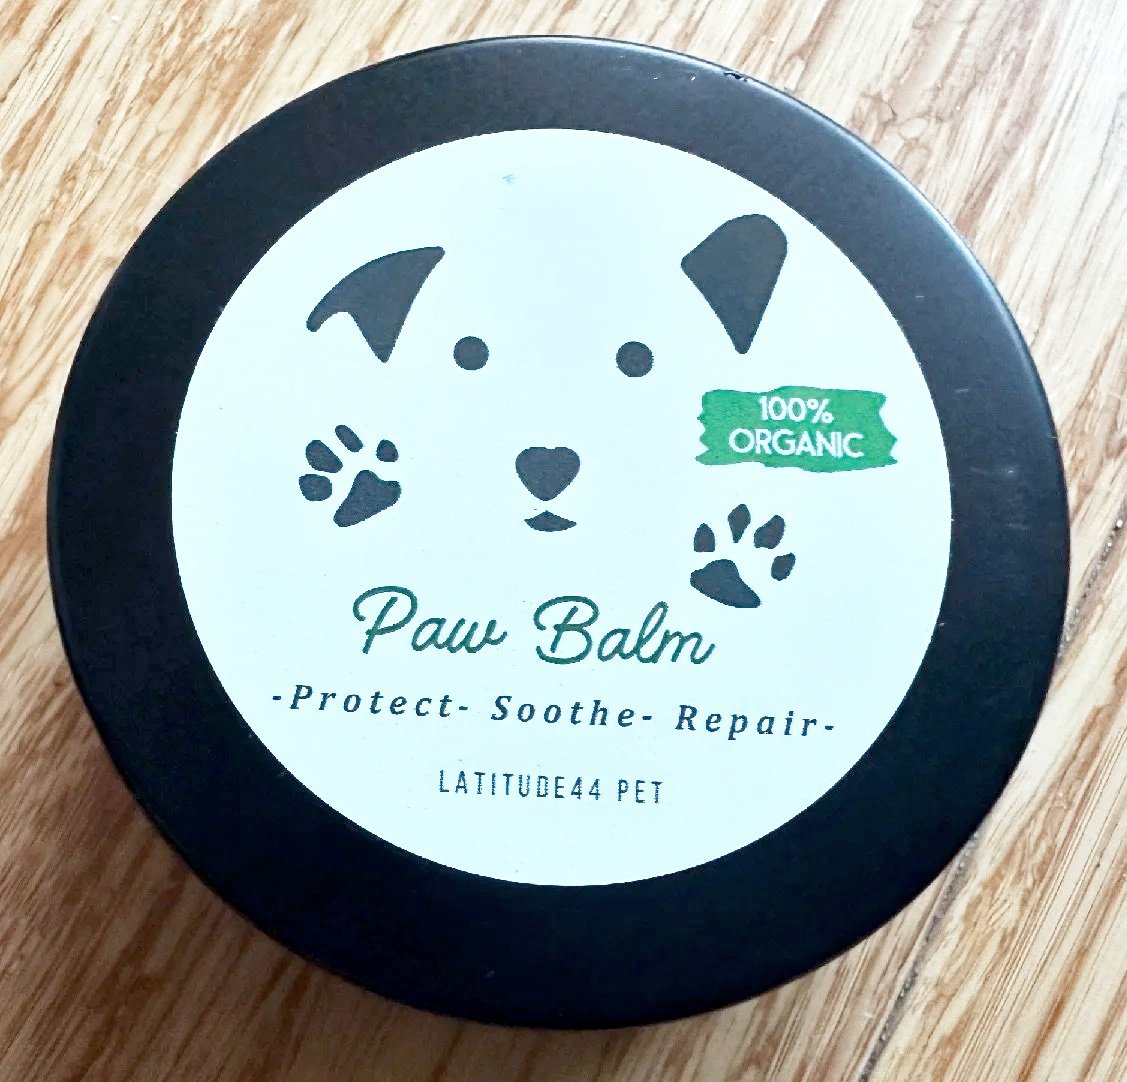 100%
ORGANIC
Paw Balm
-Protect- Soothe- Repair-
LATITUDE44 PET